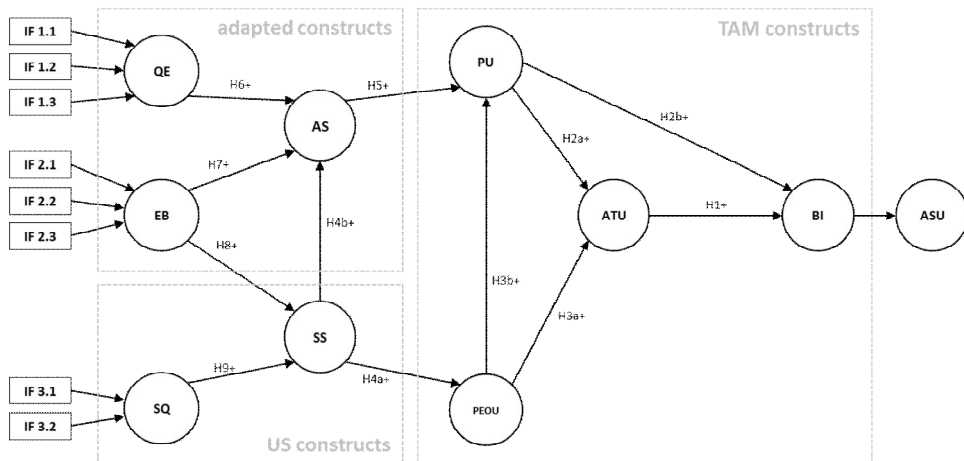 adapted constructs
TAM constructs
IF 1.1
IF 1.2
IF 1.3
QE
H6+
AS
H5+
PU
H2b+
H2a+
IF 2.1
IF 2.2
IF 2.3
EB
H7+
H4b+
H8+
ATU
H1+
BI
ASU
H3b+
H3a+
SS
H9+
H4a+
IF 3.1
IF 3.2
SQ
PEOU
US constructs